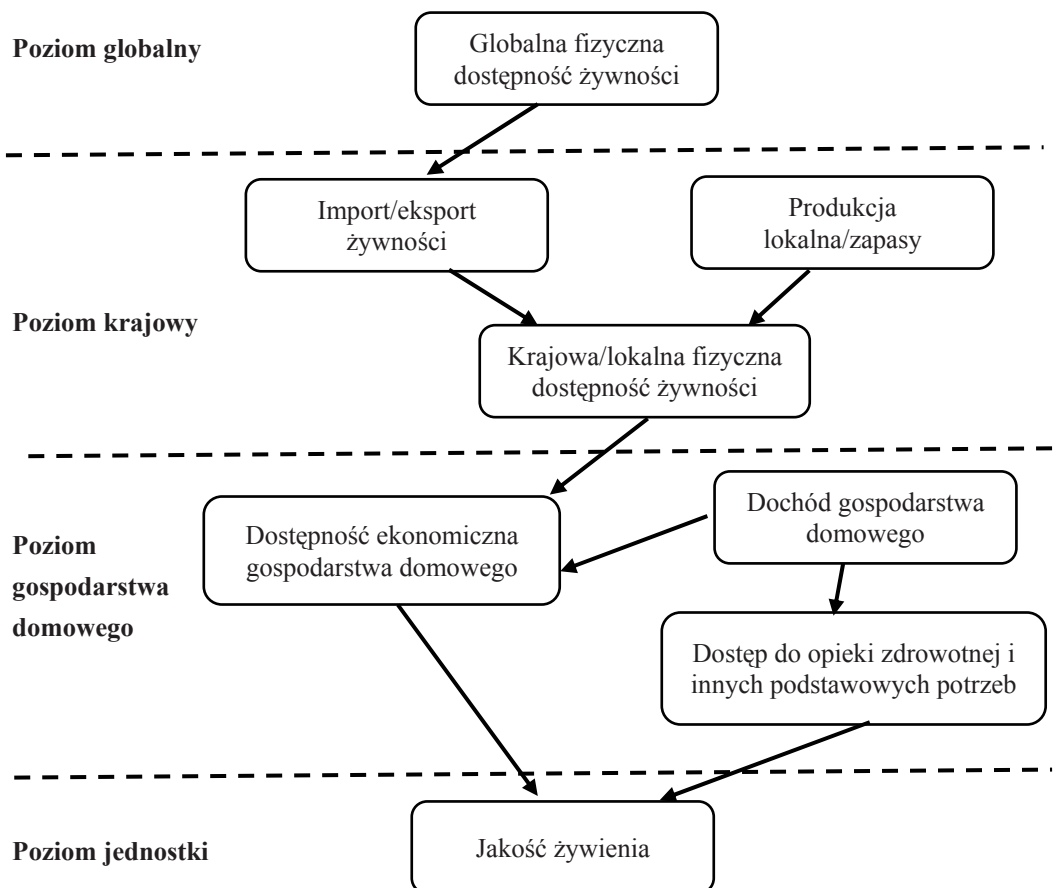 Poziom globalny
Globalna fizyczna
dostępność żywności
Import/eksport
żywności
Produkcja
lokalna/zapasy
Poziom krajowy
Krajowa/lokalna fizyczna
dostępność żywności
Poziom
gospodarstwa
domowego
Dostępność ekonomiczna
gospodarstwa domowego
Dochód gospodarstwa
domowego
Dostęp do opieki zdrowotnej i
innych podstawowych potrzeb
Poziom jednostki
Jakość żywienia